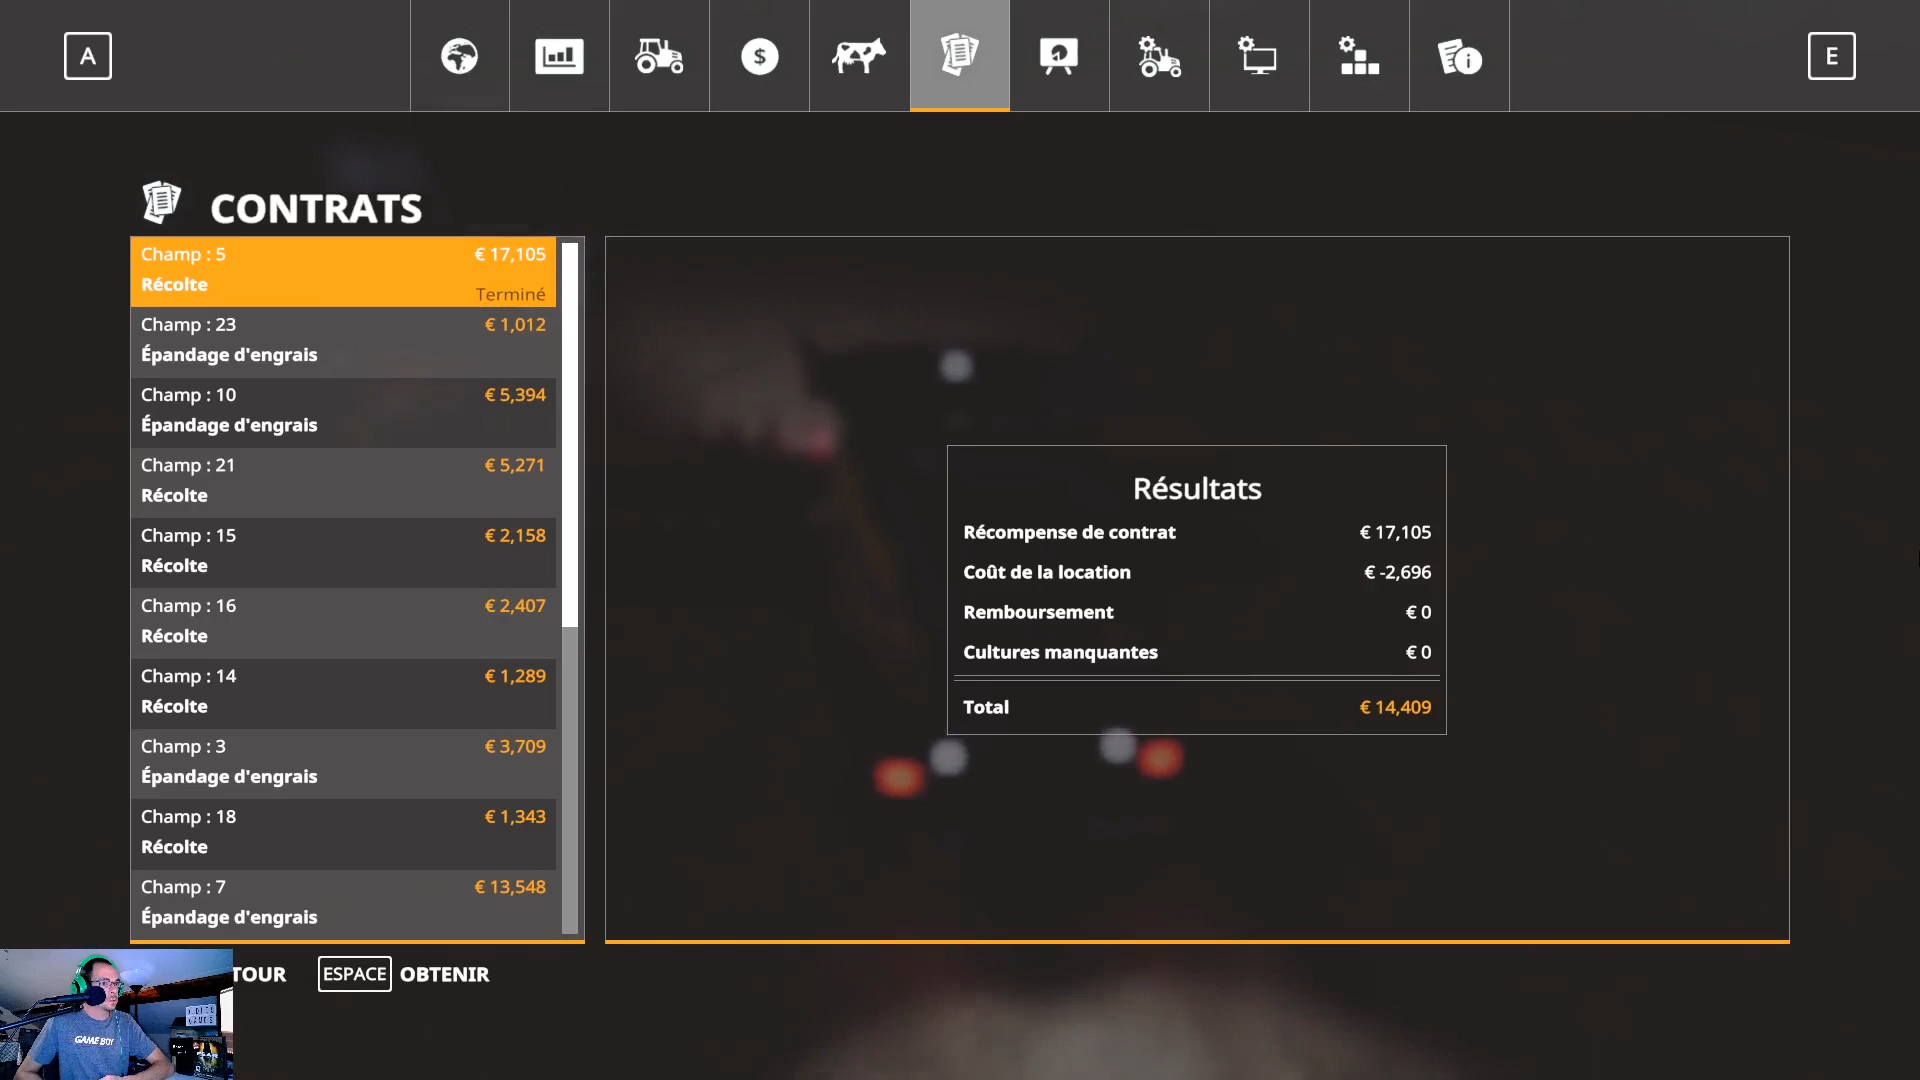 A
$
E
CONTRATS
Champ : 5 € 17,105
Récolte
Terminé
Champ : 23 € 1,012
Épandage d'engrais
Champ : 10 € 5,394
Épandage d'engrais
Champ : 21 € 5,271
Récolte
Champ : 15 € 2,158
Récolte
Champ : 16 € 2,407
Récolte
Champ : 14 € 1,289
Récolte
Champ : 3 € 3,709
Épandage d'engrais
Champ : 18 € 1,343
Récolte
Champ : 7 € 13,548
Épandage d'engrais
Résultats
Récompense de contrat € 17,105
Coût de la location € -2,696
Remboursement € 0
Cultures manquantes € 0
Total € 14,409
TOUR ESPACE OBTENIR
GAME BOY